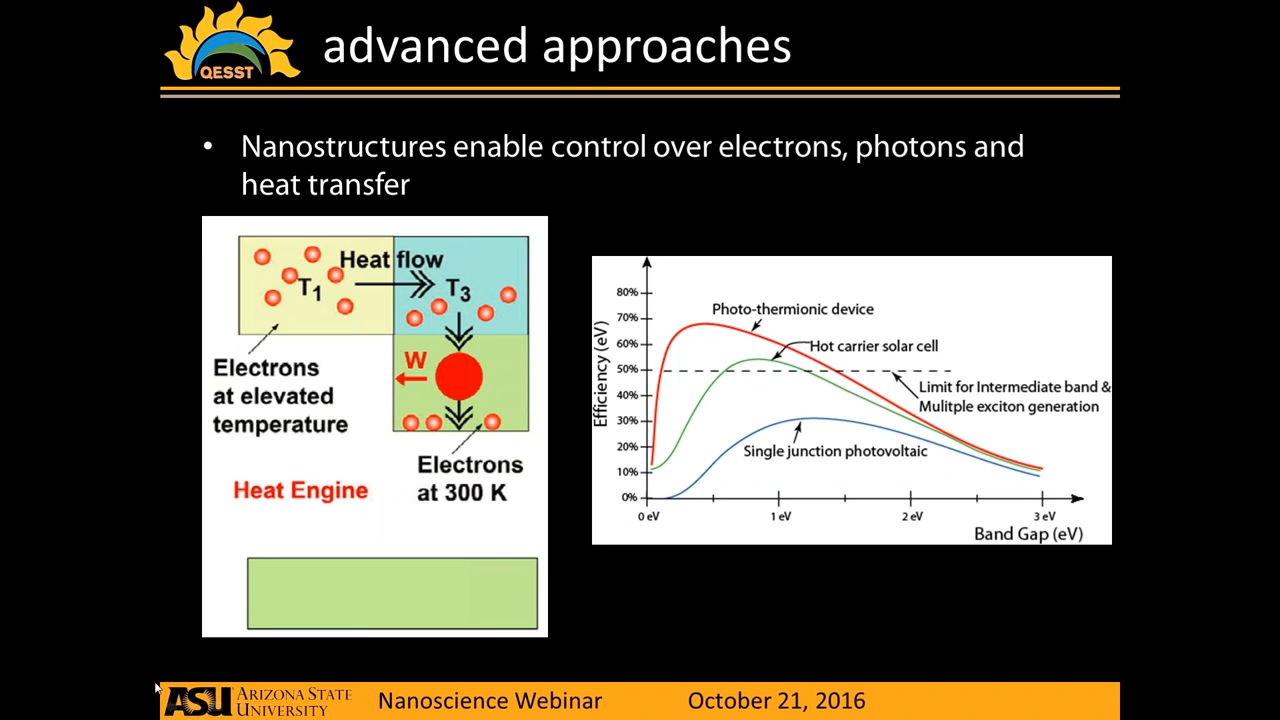 QESST
advanced approaches
• Nanostructures enable control over electrons, photons and
heat transfer
Heat flow
T1
T3
W
Electrons
at elevated
temperature
Electrons
at 300 K
Heat Engine
80%
70%
60%
50%
40%
30%
20%
10%
0%
Efficiency (eV)
Photo-thermionic device
Hot carrier solar cell
Limit for Intermediate band &
Mulitple exciton generation
Single junction photovoltaic
0 eV
1 eV
2 eV
3 eV
Band Gap (eV)
ASU ARIZONA STATE
UNIVERSITY
Nanoscience Webinar
October 21, 2016